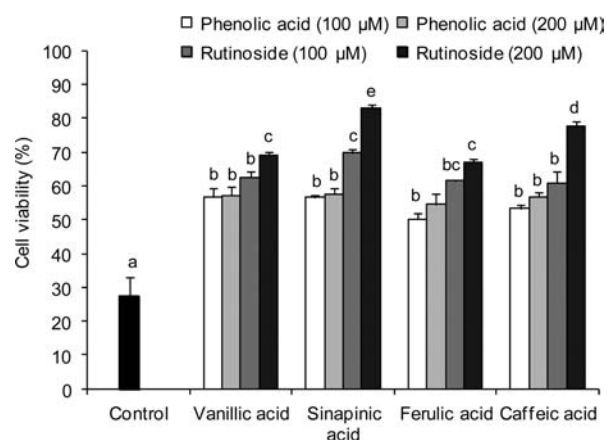 Phenolic acid (100 µM) Phenolic acid (200 µM)
Rutinoside (100 µM) Rutinoside (200 µM)
Cell viability (%)
100
90
80
70
60
50
40
30
20
10
0
a
b b b c
b b c e
b b bc c
b b b d
Control Vanillic acid Sinapinic acid Ferulic acid Caffeic acid